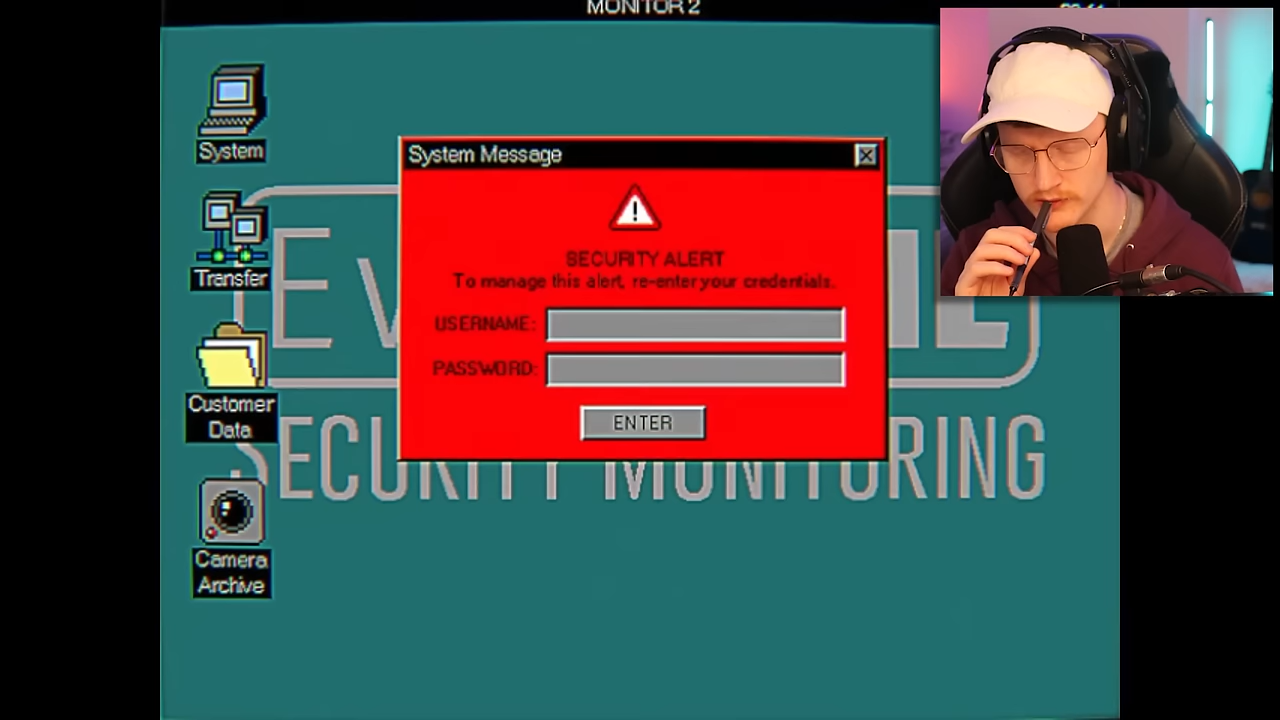 MONITOR 2
System
Transfer
Customer
Data
Camera
Archive
System Message
!
SECURITY ALERT
To manage this alert, re-enter your credentials.
USERNAME:
PASSWORD:
ENTER
SECURITY MONITORING